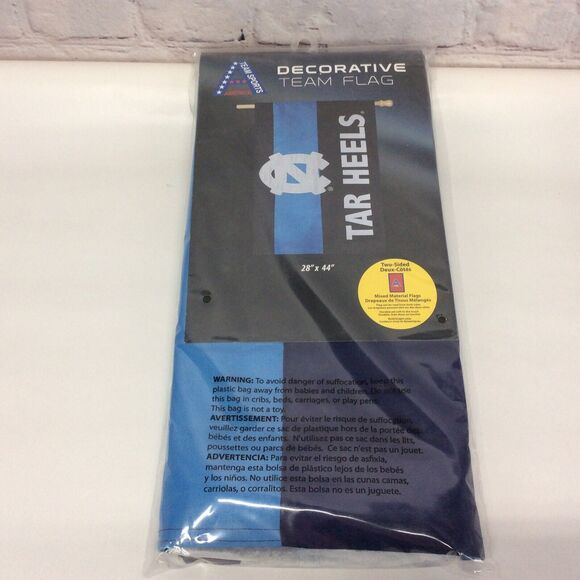 TEAM SPORTS
AMERICA
DECORATIVE
TEAM FLAG
NC
®
TAR HEELS®
28" x 44"
Two-Sided
Deux-Côtés
Mixed Material Flags
Drapeaux de Tissus Mélangés
WARNING: To avoid danger of suffocation, keep this
plastic bag away from babies and children. Do not use
this bag in cribs, beds, carriages, or play pens.
This bag is not a toy.
AVERTISSEMENT: Pour éviter le risque de suffocation,
veuillez garder ce sac de plastique hors de la portée des
bébés et des enfants. N'utilisez pas ce sac dans les lits,
poussettes ou parcs de bébés. Ce sac n'est pas un jouet.
ADVERTENCIA: Para evitar el riesgo de asfixia,
mantenga esta bolsa de plástico lejos de los bebés
y los niños. No utilice esta bolsa en las cunas, camas,
carriolas, o corralitos. Esta bolsa no es un juguete.